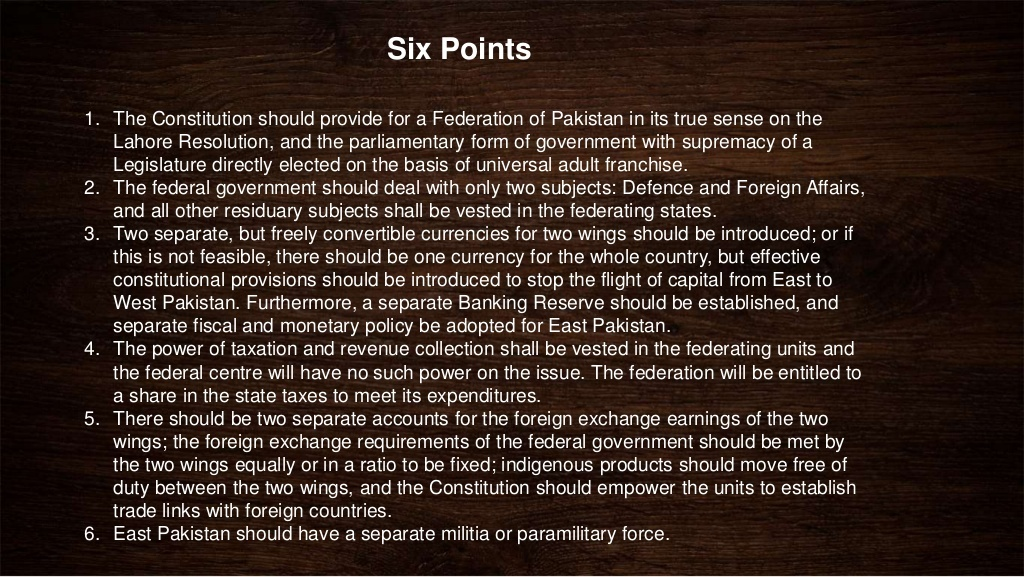 Six Points
1. The Constitution should provide for a Federation of Pakistan in its true sense on the
Lahore Resolution, and the parliamentary form of government with supremacy of a
Legislature directly elected on the basis of universal adult franchise.
2. The federal government should deal with only two subjects: Defence and Foreign Affairs,
and all other residuary subjects shall be vested in the federating states.
3. Two separate, but freely convertible currencies for two wings should be introduced; or if
this is not feasible, there should be one currency for the whole country, but effective
constitutional provisions should be introduced to stop the flight of capital from East to
West Pakistan. Furthermore, a separate Banking Reserve should be established, and
separate fiscal and monetary policy be adopted for East Pakistan.
4. The power of taxation and revenue collection shall be vested in the federating units and
the federal centre will have no such power on the issue. The federation will be entitled to
a share in the state taxes to meet its expenditures.
5. There should be two separate accounts for the foreign exchange earnings of the two
wings; the foreign exchange requirements of the federal government should be met by
the two wings equally or in a ratio to be fixed; indigenous products should move free of
duty between the two wings, and the Constitution should empower the units to establish
trade links with foreign countries.
6. East Pakistan should have a separate militia or paramilitary force.